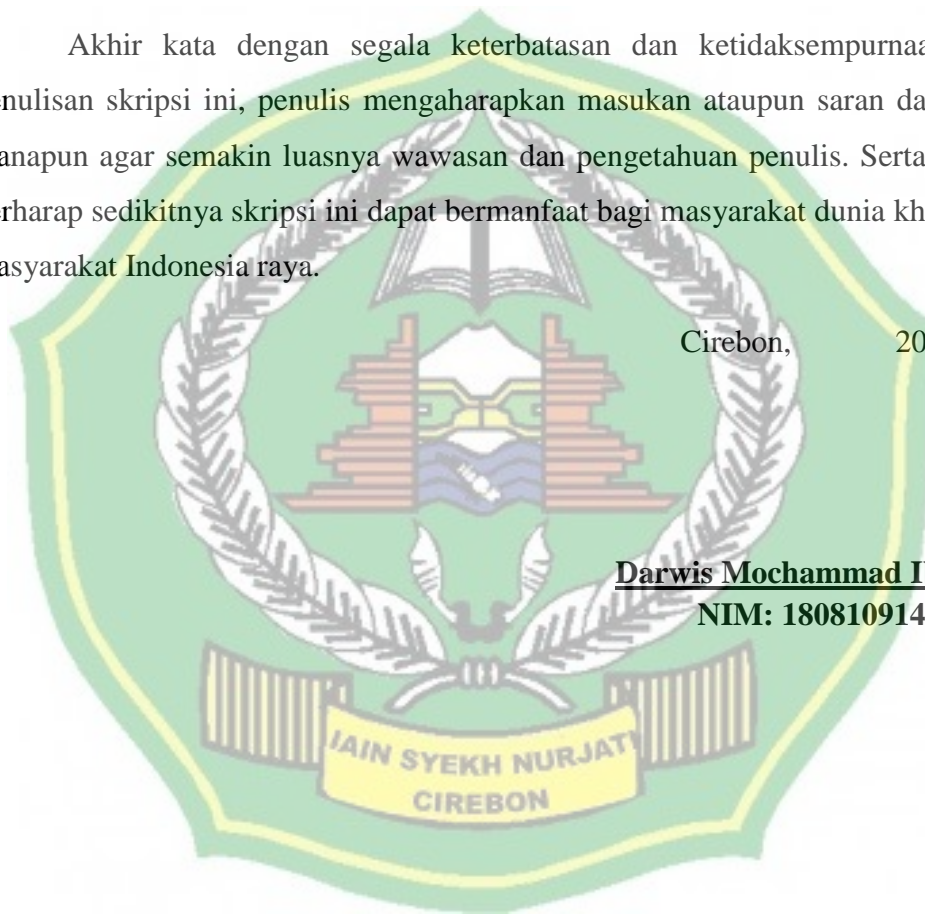 Akhir kata dengan segala keterbatasan dan ketidaksempurnaa
nulisan skripsi ini, penulis mengaharapkan masukan ataupun saran da
anapun agar semakin luasnya wawasan dan pengetahuan penulis. Serta
rharap sedikitnya skripsi ini dapat bermanfaat bagi masyarakat dunia kh
asyarakat Indonesia raya.
Cirebon, 20
Darwis Mochammad I
NIM: 180810914
IAIN SYEKH NURJATI
CIREBON